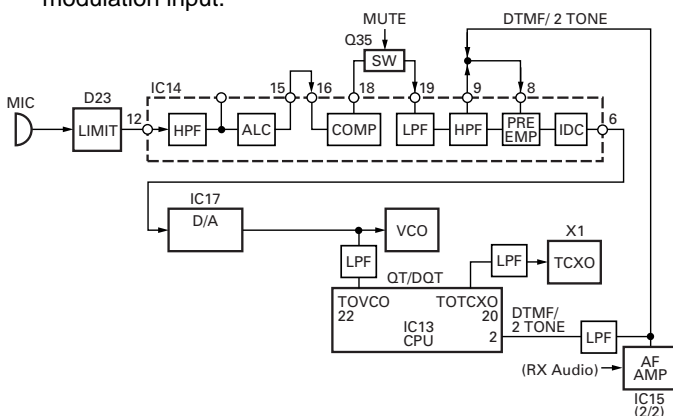 modulation input.
MUTE
DTMF/ 2 TONE
Q35
SW
IC14
15
16
18
19
9
8
D23
MIC
LIMIT
12
HPF
ALC
COMP
LPF
HPF
PRE
EMP
IDC
6
IC17
D/A
VCO
X1
LPF
LPF
TCXO
QT/DQT
TOVCO
TOTCXO
22
20
IC13
CPU
2
DTMF/
2 TONE
LPF
(RX Audio)
AF
AMP
IC15
(2/2)